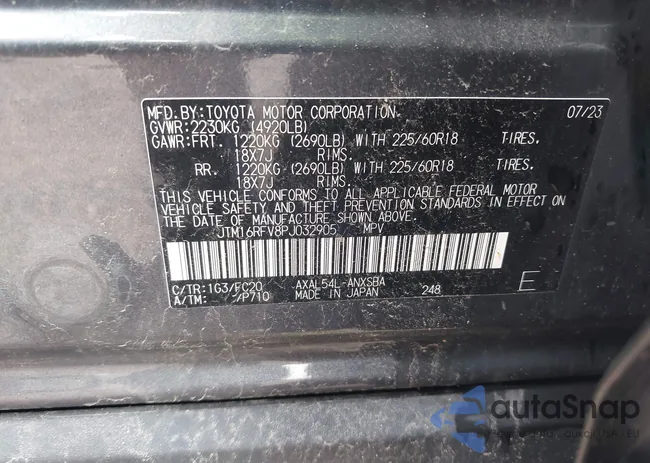 MFD.BY:TOYOTA MOTOR CORPORATION 07/23
GVWR:2230KG (4920LB)
GAWR:FRT. 1220KG (2690LB) WITH 225/60R18 TIRES.
18X7J RIMS.
RR. 1220KG (2690LB) WITH 225/60R18 TIRES.
18X7J RIMS.
THIS VEHICLE CONFORMS TO ALL APPLICABLE FEDERAL MOTOR
VEHICLE SAFETY AND THEFT PREVENTION STANDARDS IN EFFECT
ON THE DATE OF MANUFACTURE SHOWN ABOVE.
JTM16RFV8PJ032905 MPV
C/TR:1G3/FC20 AXAL54L-ANXSBA
A/TM: -/P710 MADE IN JAPAN 248 E
autaSnap